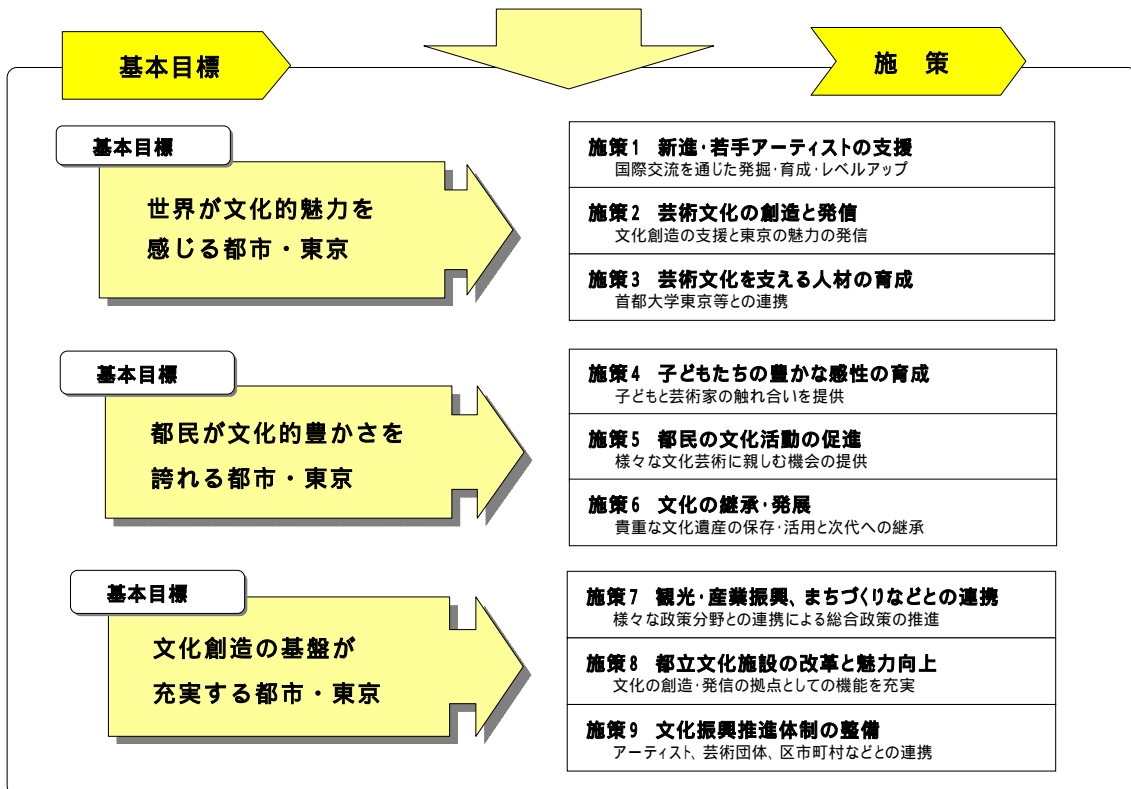 基本目標
施 策
基本目標
世界が文化的魅力を
感じる都市・東京
施策1 新進・若手アーティストの支援
国際交流を通じた発掘・育成・レベルアップ
施策2 芸術文化の創造と発信
文化創造の支援と東京の魅力の発信
施策3 芸術文化を支える人材の育成
首都大学東京等との連携
基本目標
都民が文化的豊かさを
誇れる都市・東京
施策4 子どもたちの豊かな感性の育成
子どもと芸術家の触れ合いを提供
施策5 都民の文化活動の促進
様々な文化芸術に親しむ機会の提供
施策6 文化の継承・発展
貴重な文化遺産の保存・活用と次代への継承
基本目標
文化創造の基盤が
充実する都市・東京
施策7 観光・産業振興、まちづくりなどとの連携
様々な政策分野との連携による総合政策の推進
施策8 都立文化施設の改革と魅力向上
文化の創造・発信の拠点としての機能を充実
施策9 文化振興推進体制の整備
アーティスト、芸術団体、区市町村などとの連携